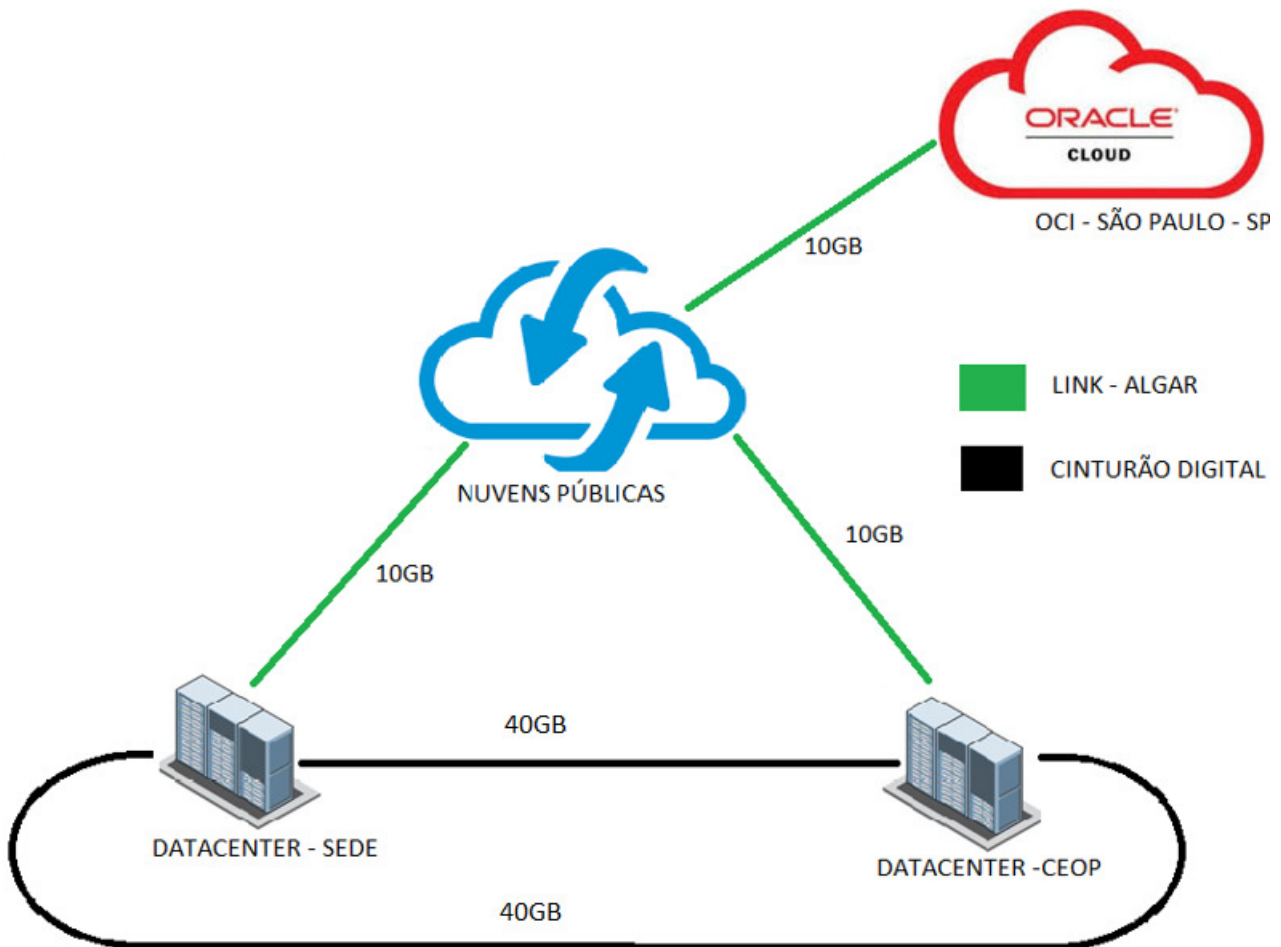 ORACLE
CLOUD
OCI - SÃO PAULO - SP
10GB
NUVENS PÚBLICAS
LINK - ALGAR
CINTURÃO DIGITAL
10GB
10GB
40GB
DATACENTER - SEDE
DATACENTER -CEOP
40GB